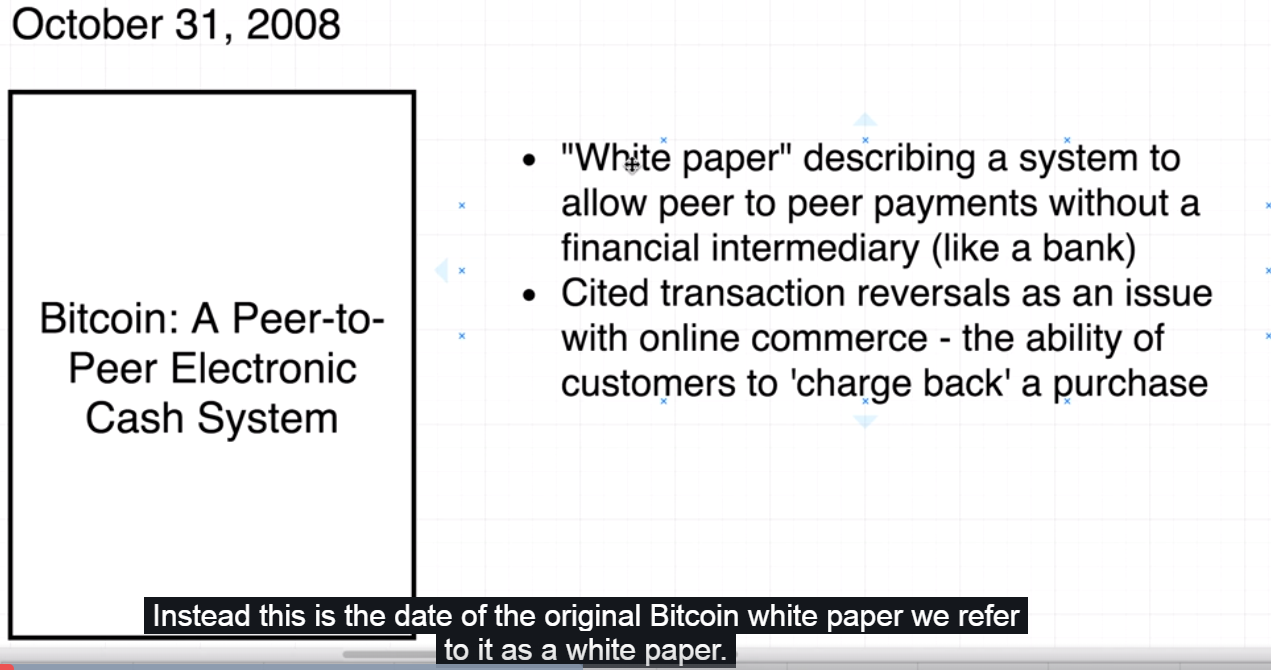 October 31, 2008
Bitcoin: A Peer-to-
Peer Electronic
Cash System
• "White paper" describing a system to
allow peer to peer payments without a
financial intermediary (like a bank)
• Cited transaction reversals as an issue
with online commerce - the ability of
customers to 'charge back' a purchase
Instead this is the date of the original Bitcoin white paper we refer
to it as a white paper.